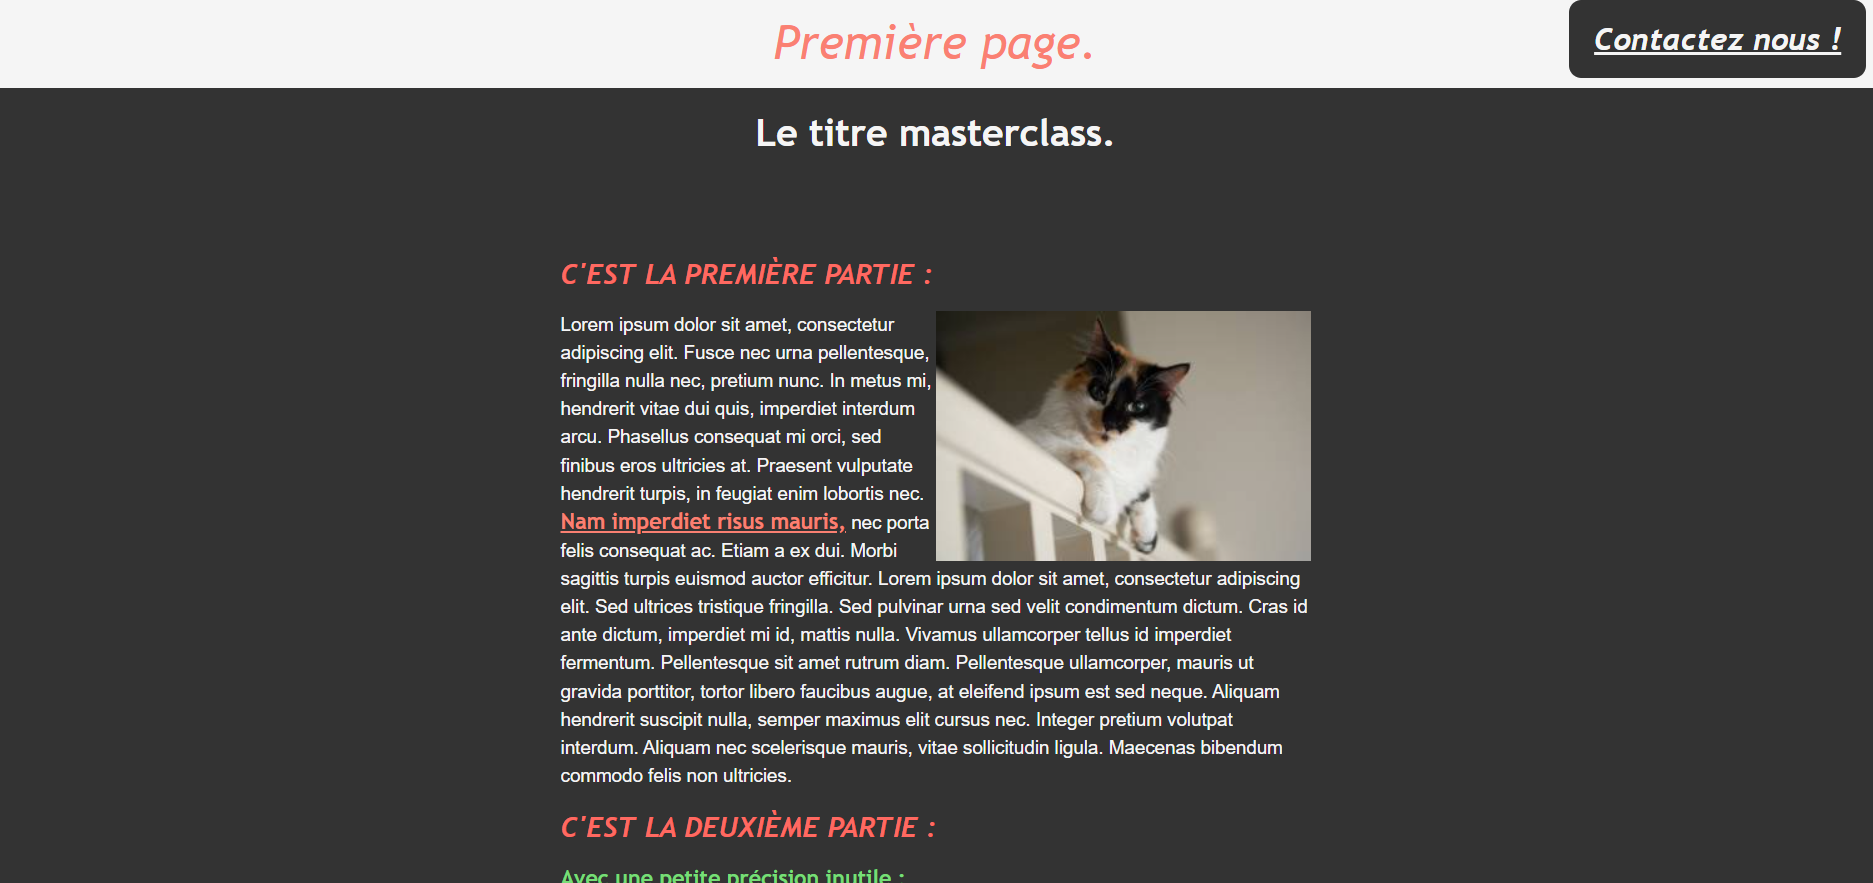 Première page.
Contactez nous !
Le titre masterclass.
C'EST LA PREMIÈRE PARTIE :
Lorem ipsum dolor sit amet, consectetur
adipiscing elit. Fusce nec urna pellentesque,
fringilla nulla nec, pretium nunc. In metus mi,
hendrerit vitae dui quis, imperdiet interdum
arcu. Phasellus consequat mi orci, sed
finibus eros ultricies at. Praesent vulputate
hendrerit turpis, in feugiat enim lobortis nec.
Nam imperdiet risus mauris, nec porta
felis consequat ac. Etiam a ex dui. Morbi
sagittis turpis euismod auctor efficitur. Lorem ipsum dolor sit amet, consectetur adipiscing
elit. Sed ultrices tristique fringilla. Sed pulvinar urna sed velit condimentum dictum. Cras id
ante dictum, imperdiet mi id, mattis nulla. Vivamus ullamcorper tellus id imperdiet
fermentum. Pellentesque sit amet rutrum diam. Pellentesque ullamcorper, mauris ut
gravida porttitor, tortor libero faucibus augue, at eleifend ipsum est sed neque. Aliquam
hendrerit suscipit nulla, semper maximus elit cursus nec. Integer pretium volutpat
interdum. Aliquam nec scelerisque mauris, vitae sollicitudin ligula. Maecenas bibendum
commodo felis non ultricies.
C'EST LA DEUXIÈME PARTIE :
Avec une petite précision inutile :